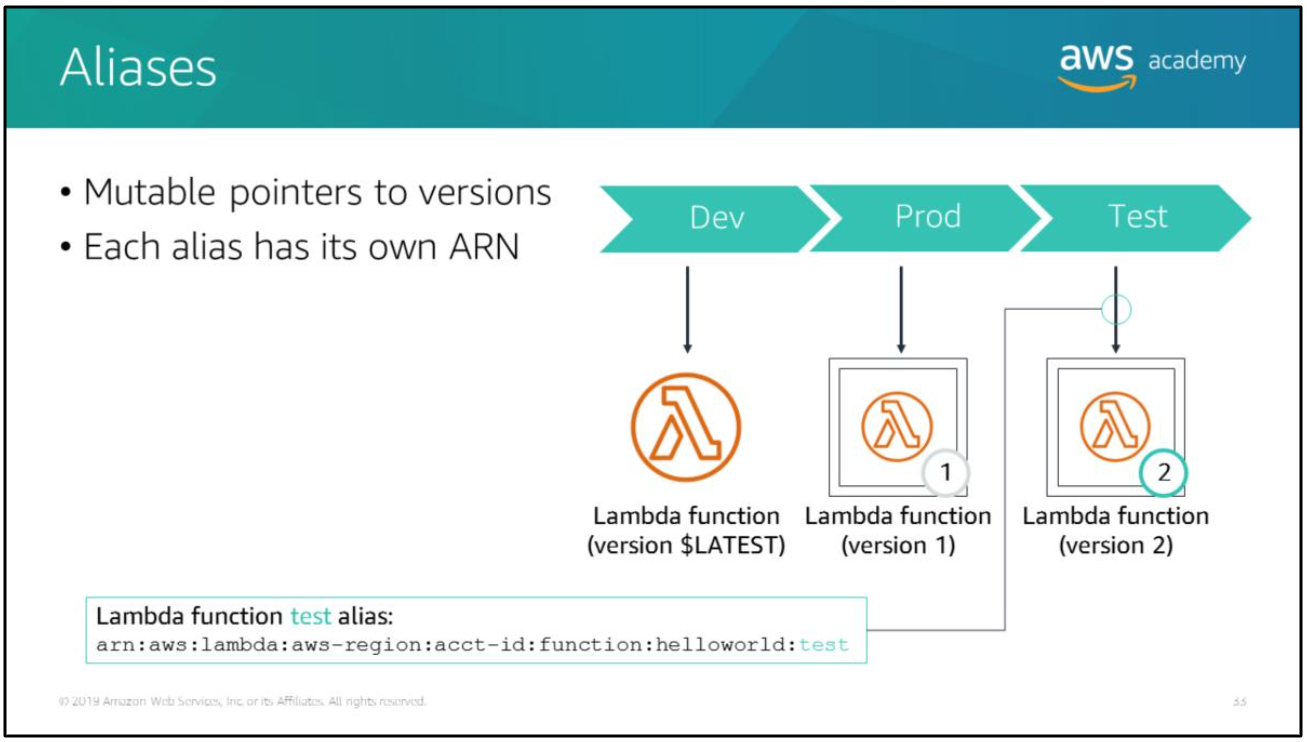 Aliases
aws academy
• Mutable pointers to versions
• Each alias has its own ARN
Dev
Prod
Test
1
2
Lambda function
(version $LATEST)
Lambda function
(version 1)
Lambda function
(version 2)
Lambda function test alias:
arn:aws:lambda:aws-region:acct-id:function:helloworld:test
© 2019 Amazon Web Services, Inc. or its Affiliates. All rights reserved.
33